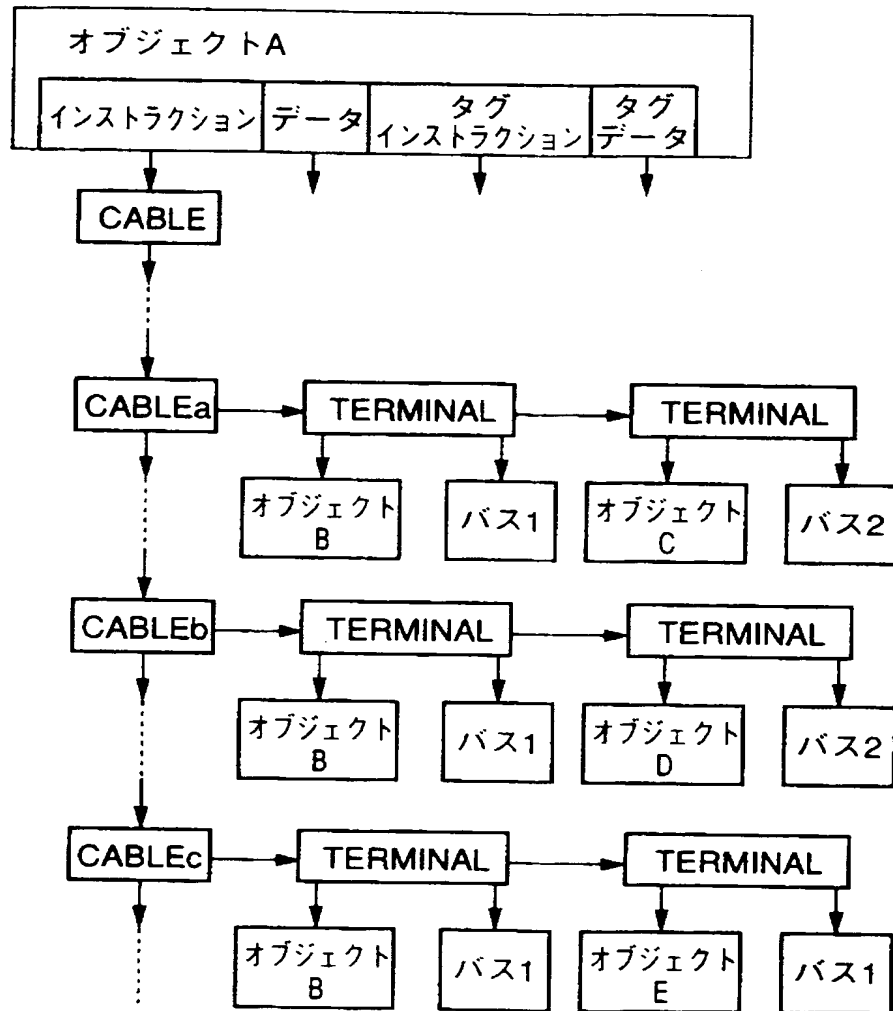 オブジェクトA
インストラクション
データ
タグ
インストラクション
タグ
データ
CABLE
CABLEa
TERMINAL
TERMINAL
オブジェクト
B
バス1
オブジェクト
C
バス2
CABLEb
TERMINAL
TERMINAL
オブジェクト
B
バス1
オブジェクト
D
バス2
CABLEc
TERMINAL
TERMINAL
オブジェクト
B
バス1
オブジェクト
E
バス1